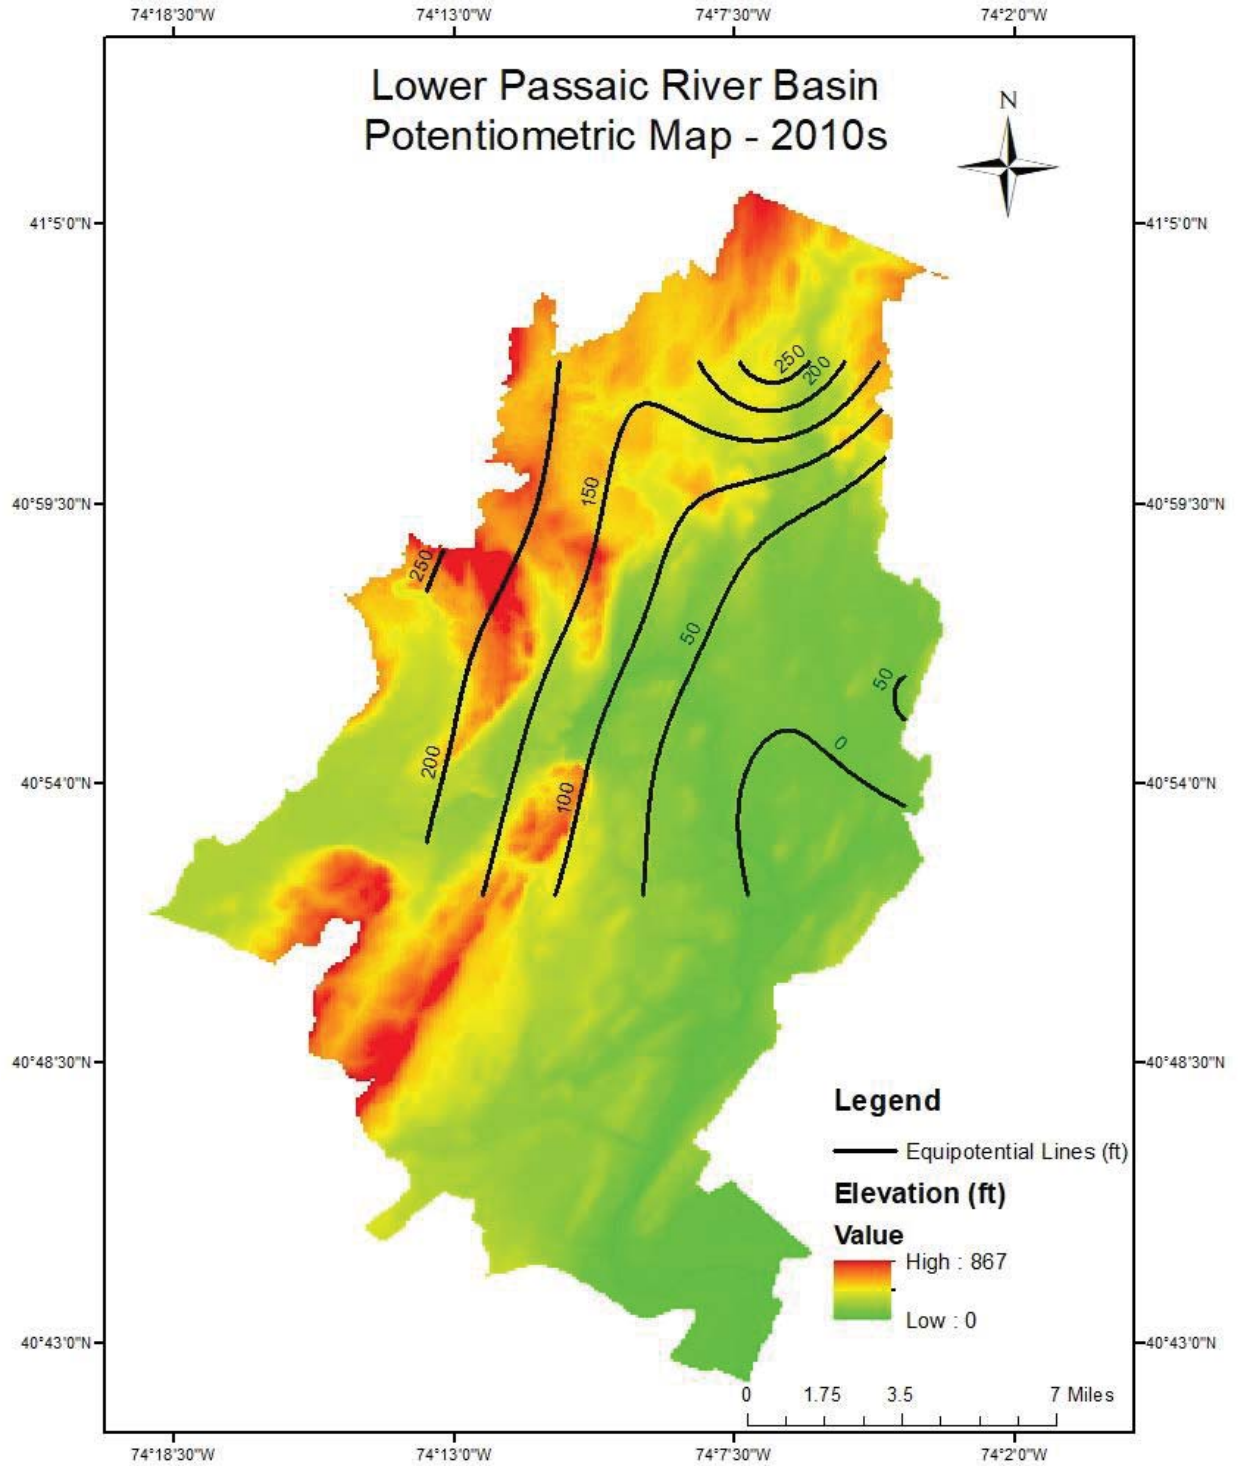 74°18'30"W 74°13'0"W 74°7'30"W 74°2'0"W
Lower Passaic River Basin
Potentiometric Map - 2010s
N
41°5'0"N 41°5'0"N
250
200
40°59'30"N 150 40°59'30"N
250
50
50
0
200
40°54'0"N 40°54'0"N
100
40°48'30"N 40°48'30"N
Legend
Equipotential Lines (ft)
Elevation (ft)
Value
High : 867
Low : 0
40°43'0"N 40°43'0"N
0 1.75 3.5 7 Miles
74°18'30"W 74°13'0"W 74°7'30"W 74°2'0"W